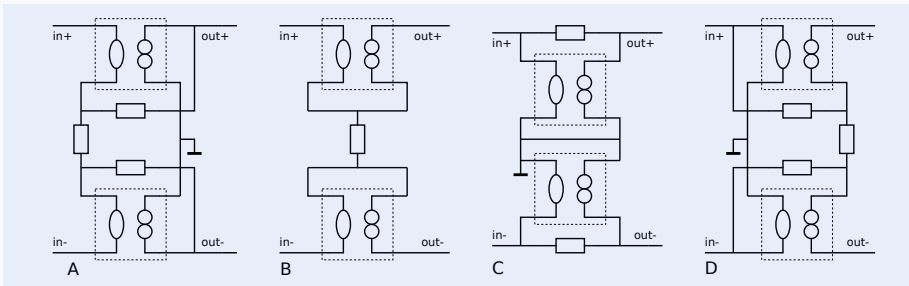 in+ out+ in+ out+ in+ out+ in+ out+
in- out- in- out- in- out- in- out-
A B C D